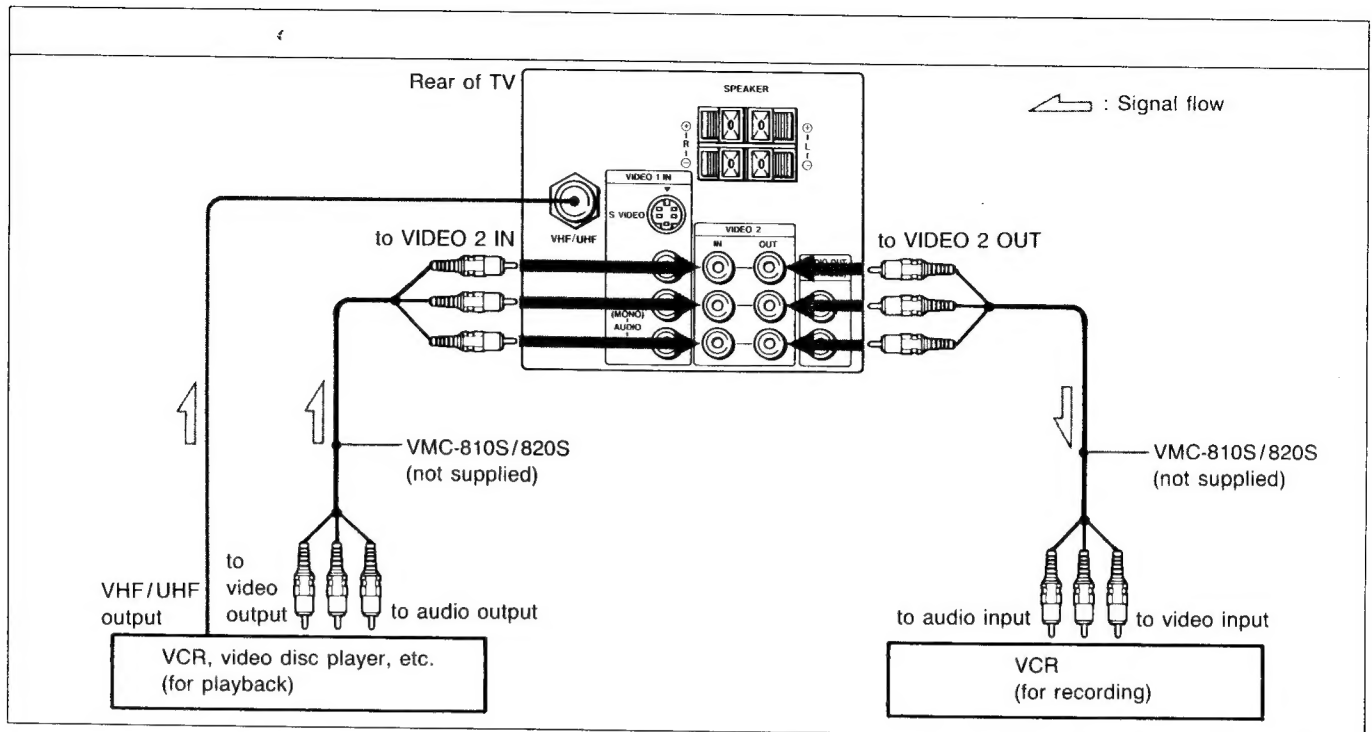 Rear of TV
SPEAKER
: Signal flow
R
L
VIDEO 1 IN
S VIDEO
VHF/UHF
VIDEO 2
IN
OUT
to VIDEO 2 IN
to VIDEO 2 OUT
AUDIO OUT
(MONO)
AUDIO
VMC-810S/820S
(not supplied)
VMC-810S/820S
(not supplied)
VHF/UHF
output
to
video
output
to audio output
to audio input
to video input
VCR, video disc player, etc.
(for playback)
VCR
(for recording)